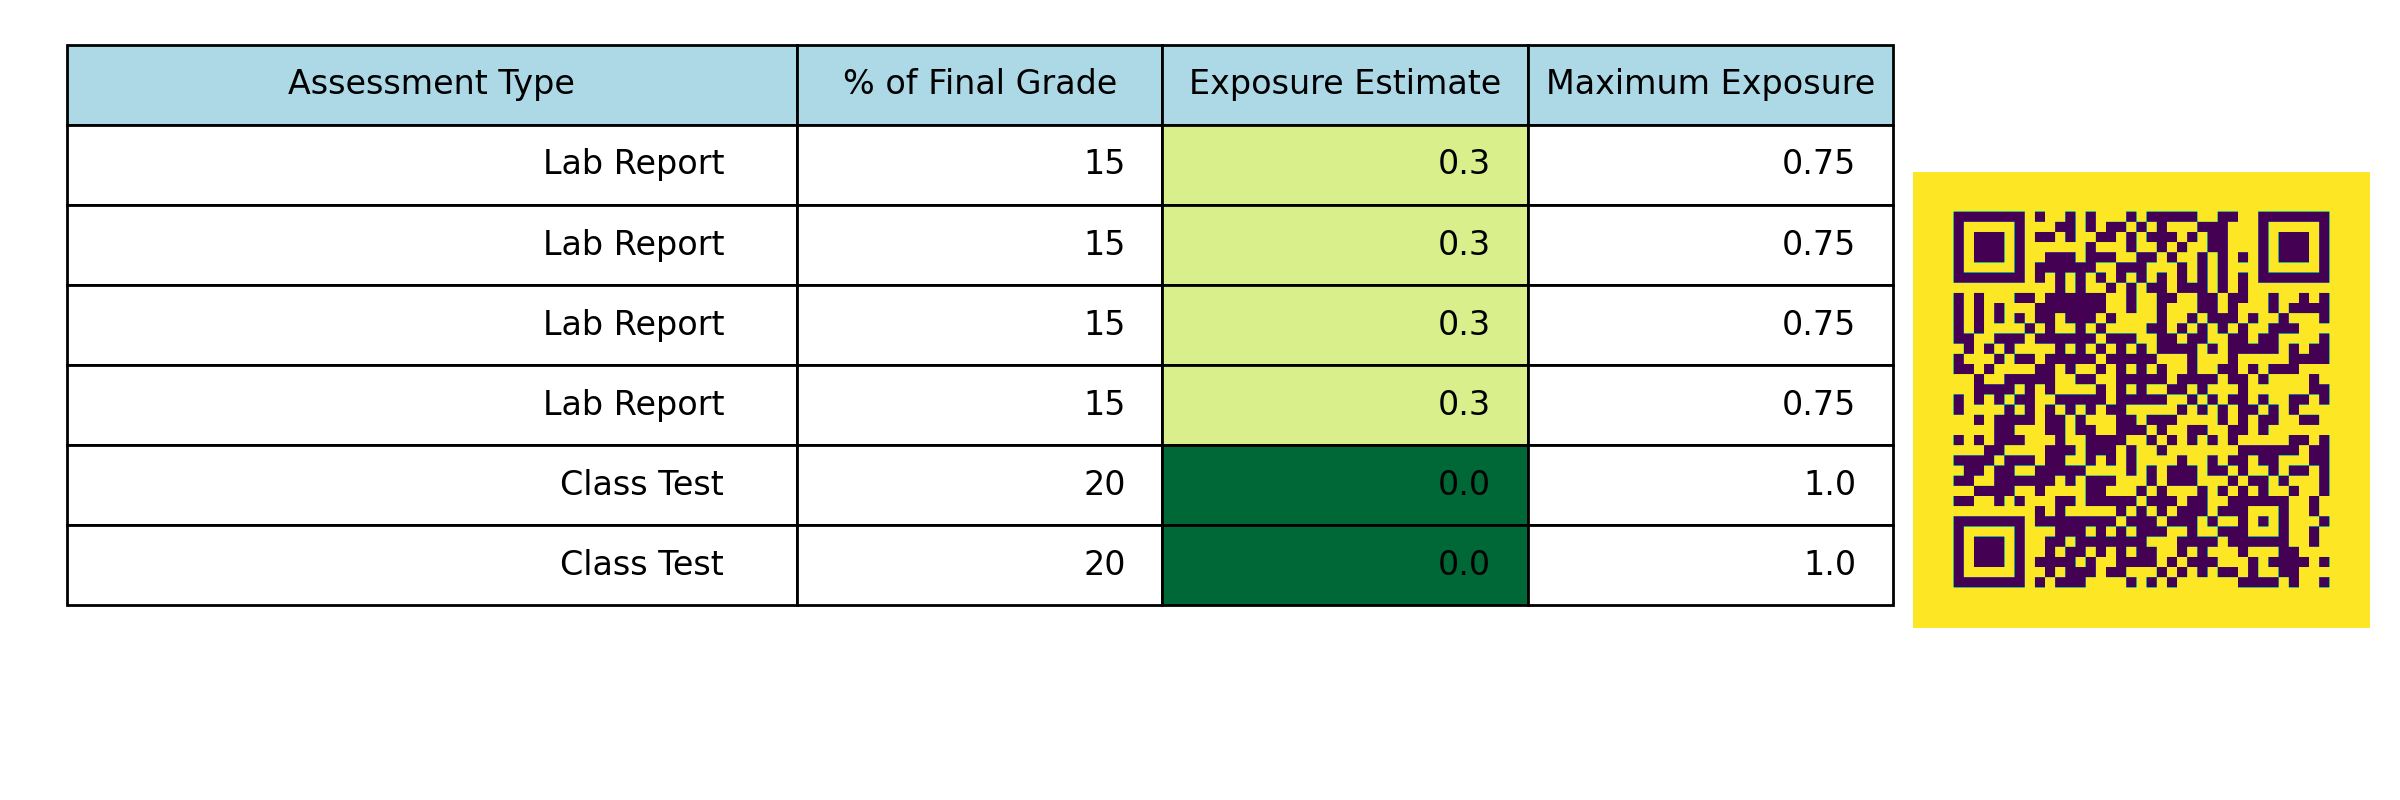 Assessment Type % of Final Grade Exposure Estimate Maximum Exposure
Lab Report 15 0.3 0.75
Lab Report 15 0.3 0.75
Lab Report 15 0.3 0.75
Lab Report 15 0.3 0.75
Class Test 20 0.0 1.0
Class Test 20 0.0 1.0